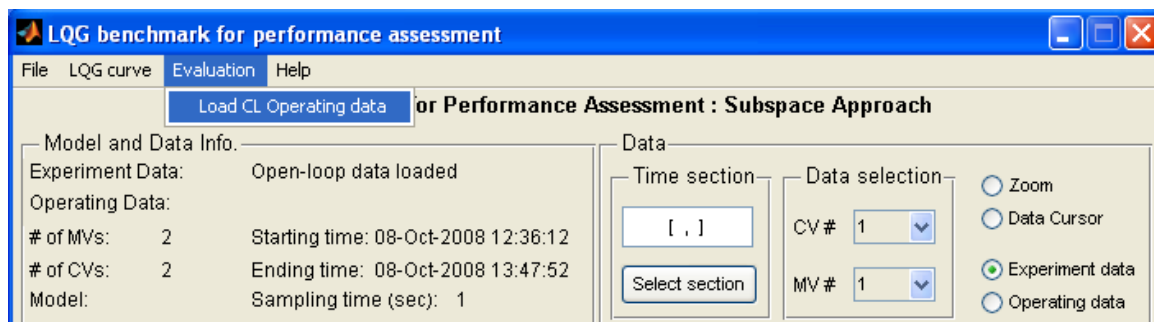 LQG benchmark for performance assessment
File LQG curve Evaluation Help
Load CL Operating data
or Performance Assessment : Subspace Approach
Model and Data Info.
Experiment Data: Open-loop data loaded
Operating Data:
# of MVs: 2 Starting time: 08-Oct-2008 12:36:12
# of CVs: 2 Ending time: 08-Oct-2008 13:47:52
Model: Sampling time (sec): 1
Data
Time section
[ , ]
Select section
Data selection
CV # 1
MV # 1
Zoom
Data Cursor
Experiment data
Operating data